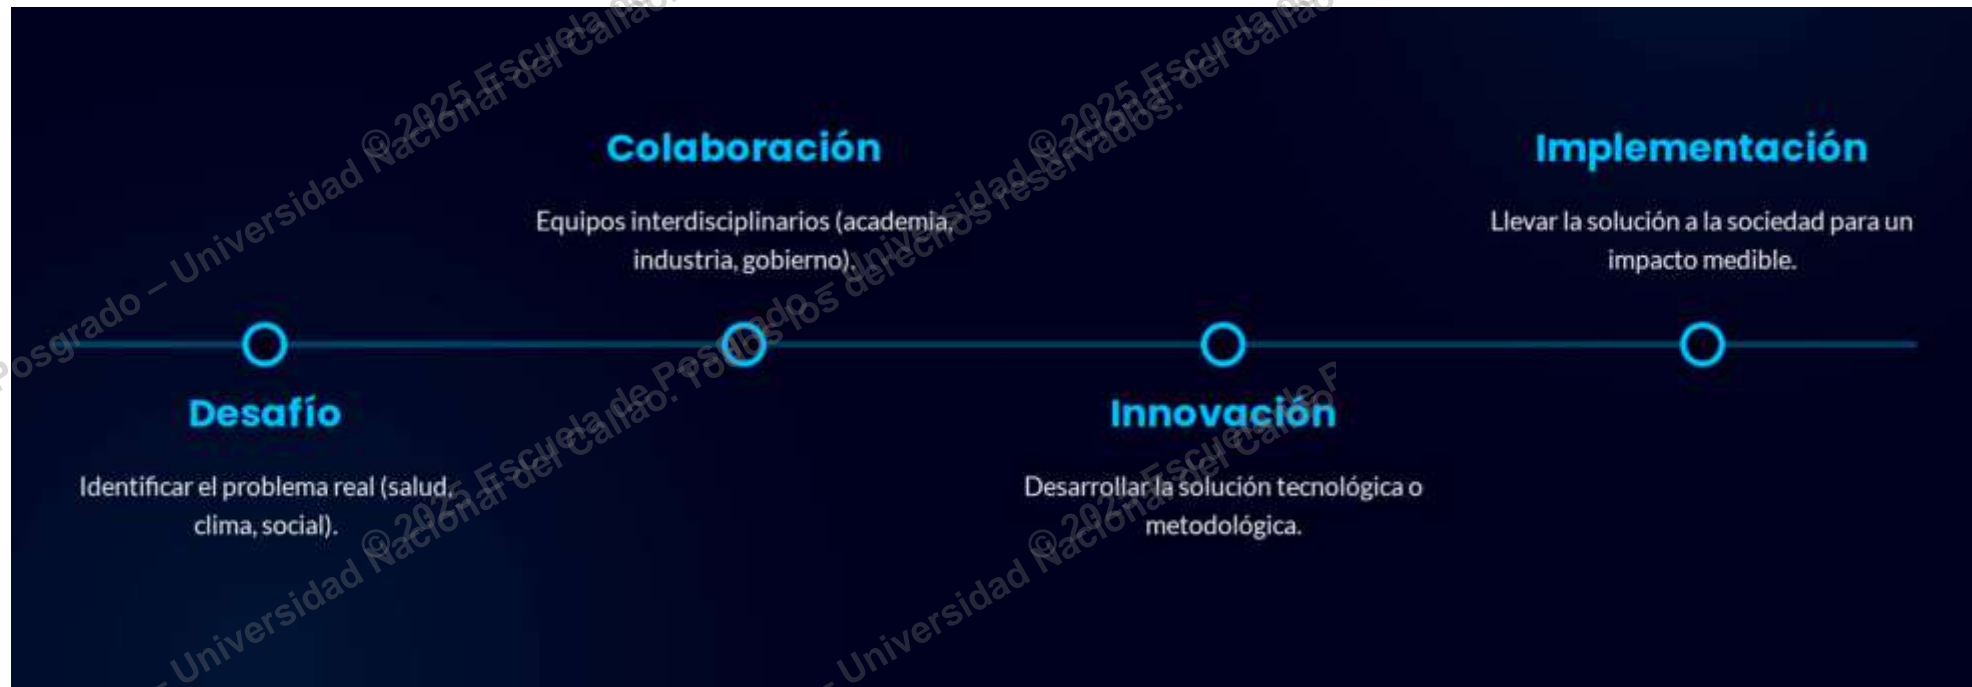 Desafío
Identificar el problema real (salud,
clima, social).
Colaboración
Equipos interdisciplinarios (academia,
industria, gobierno).
Innovación
Desarrollar la solución tecnológica o
metodológica.
Implementación
Llevar la solución a la sociedad para un
impacto medible.
© 2025 Escuela de Posgrado – Universidad
Nacional del Callao. Todos los derechos reservados.